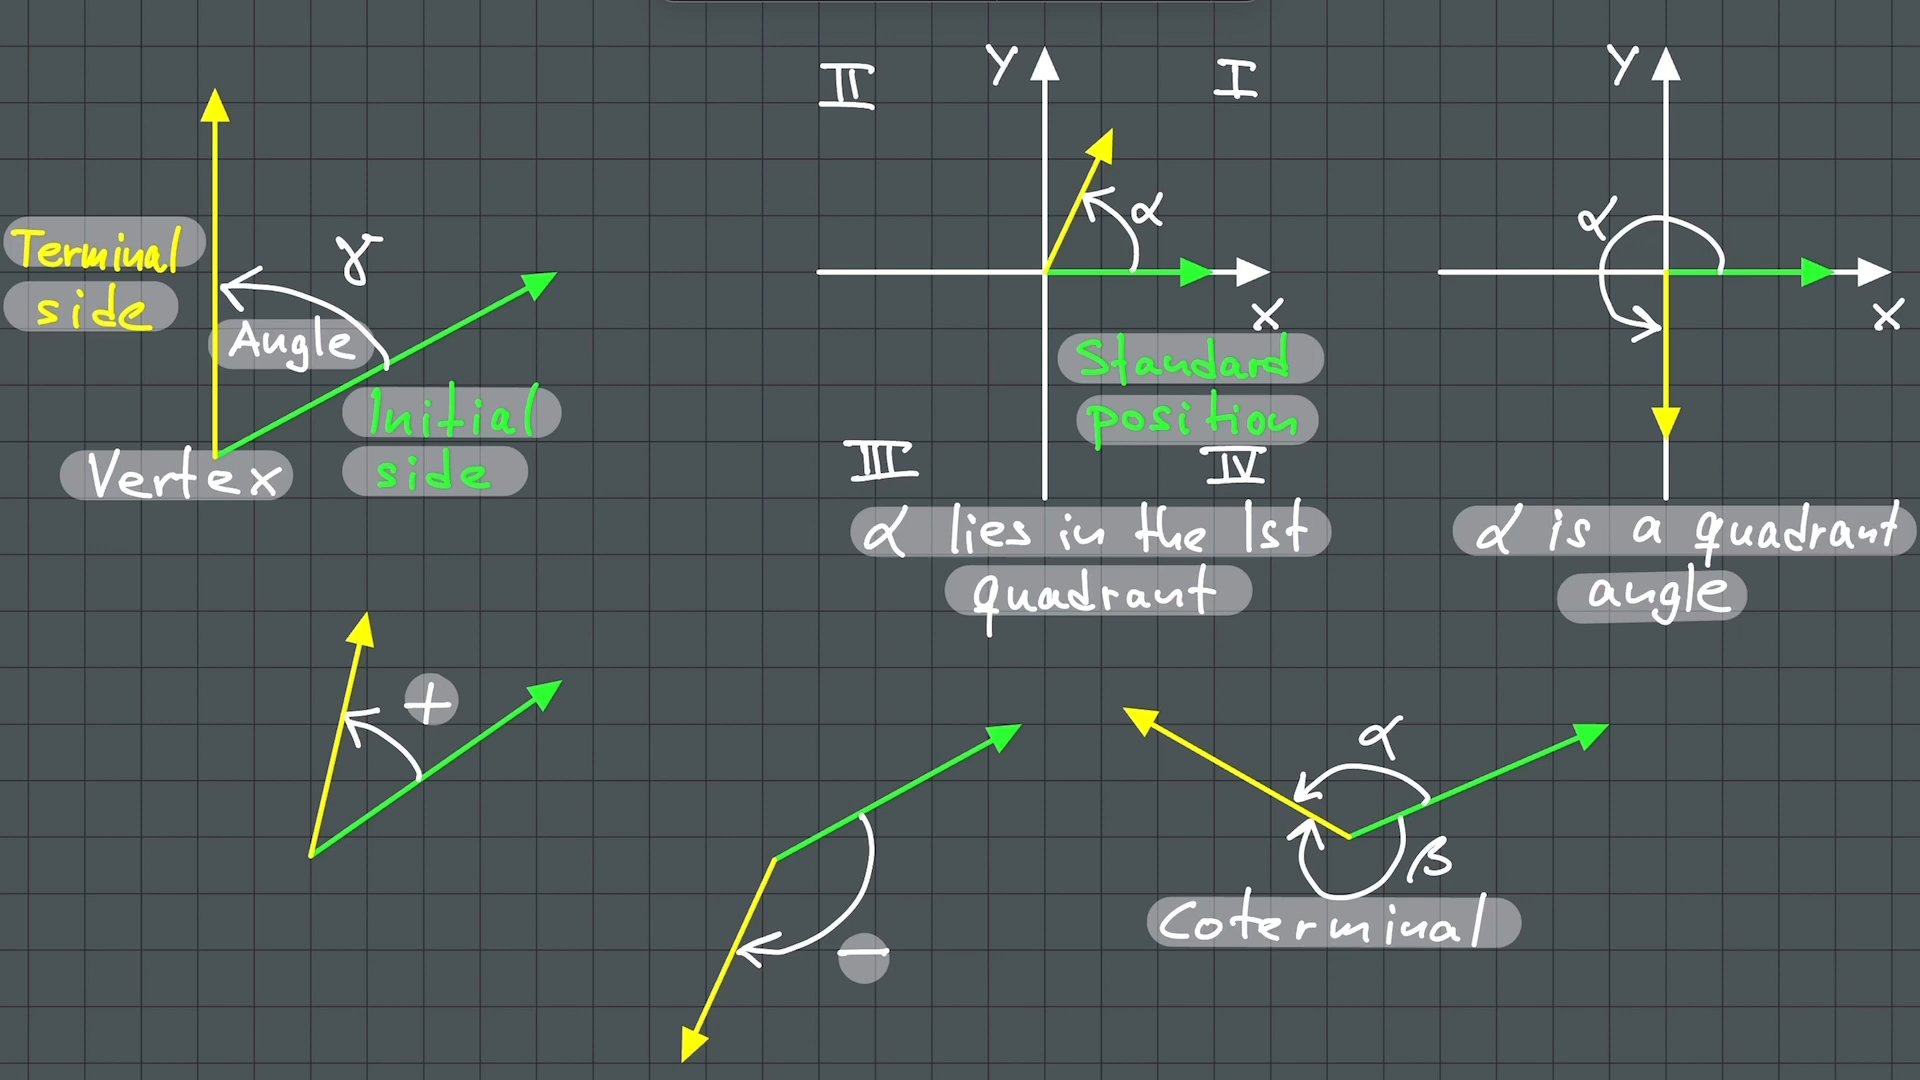 Terminal
side
γ
Angle
Initial
side
Vertex
II
Y
I
α
X
Standard
position
III
IV
α lies in the 1st
quadrant
Y
α
X
α is a quadrant
angle
+
−
α
β
Coterminal